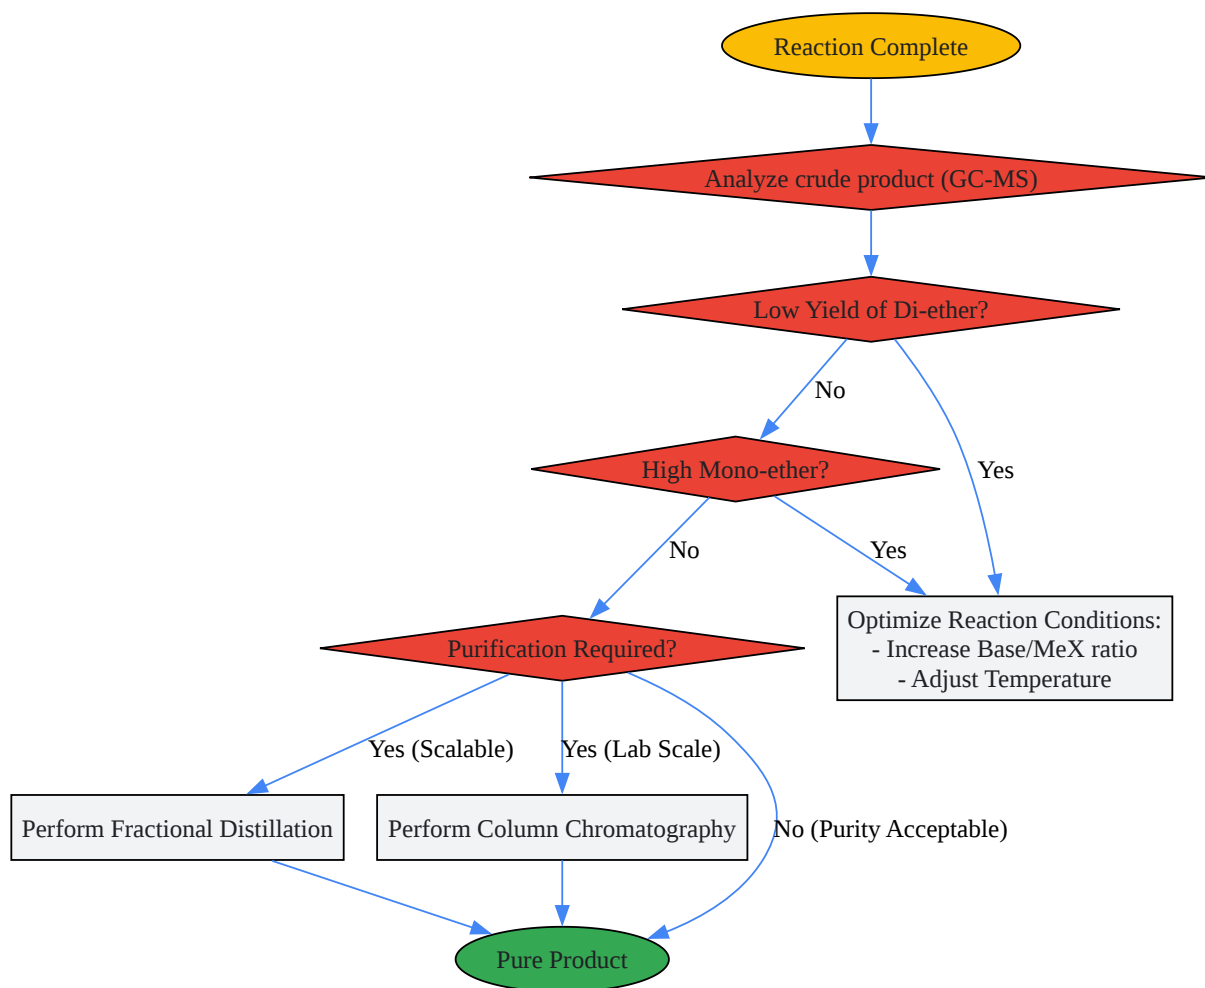 Reaction Complete
Analyze crude product (GC-MS)
Low Yield of Di-ether?
No
High Mono-ether?
Yes
No
Yes
Optimize Reaction Conditions:
- Increase Base/MeX ratio
- Adjust Temperature
Purification Required?
Yes (Scalable)
Yes (Lab Scale)
Perform Fractional Distillation
Perform Column Chromatography
No (Purity Acceptable)
Pure Product